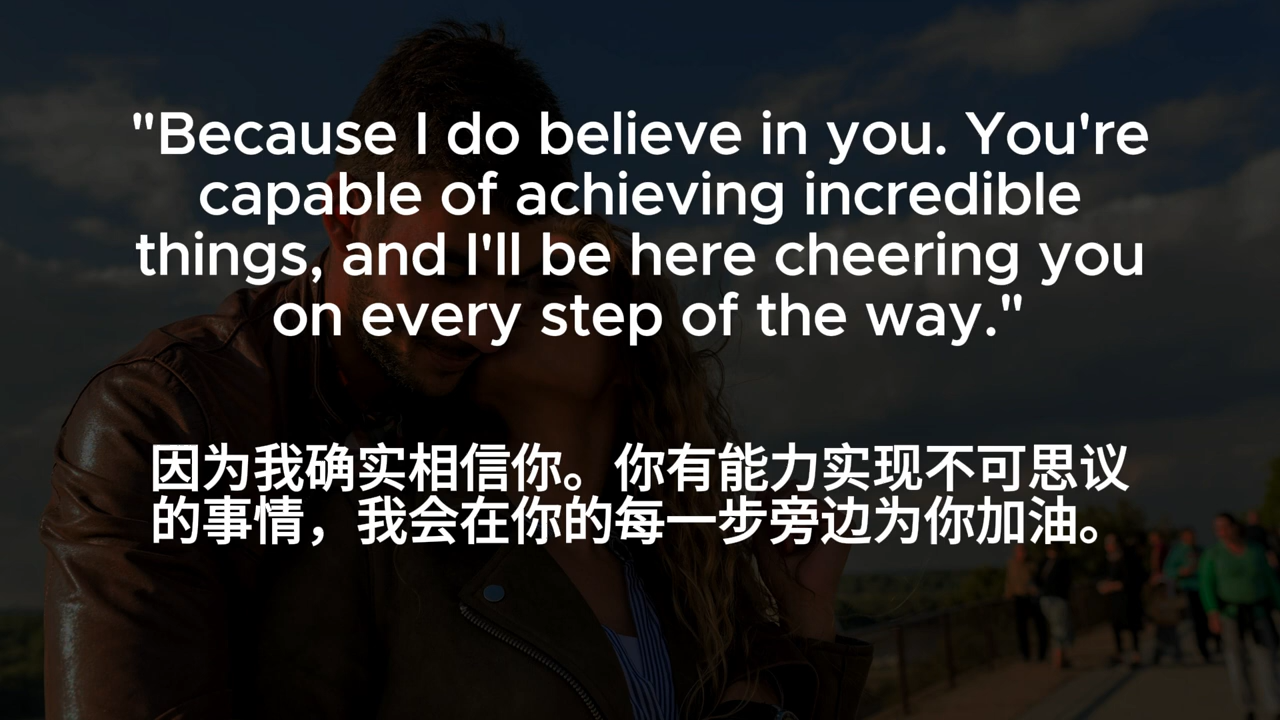 "Because I do believe in you. You're
capable of achieving incredible
things, and I'll be here cheering you
on every step of the way."
因为我确实相信你。你有能力实现不可思议
的事情，我会在你的每一步旁边为你加油。